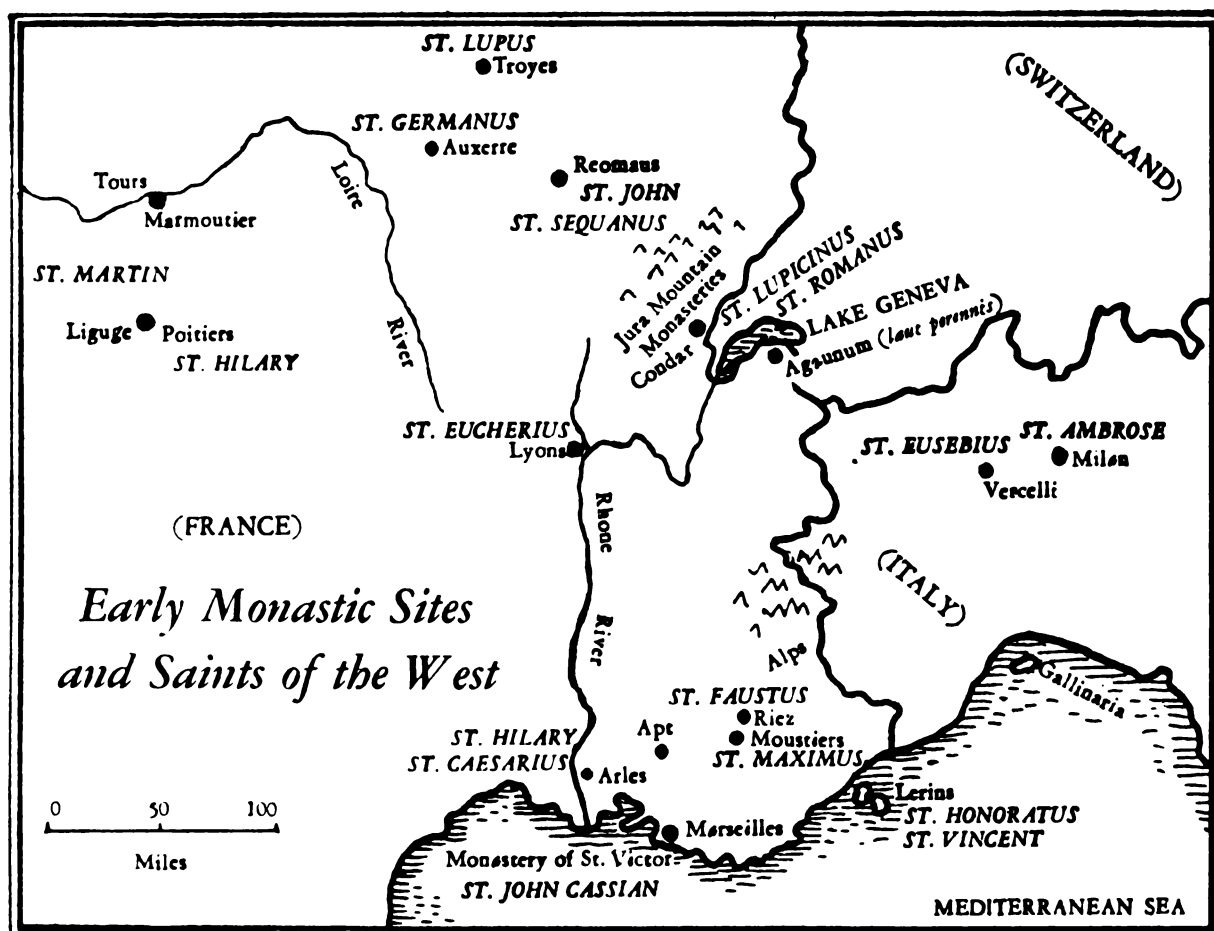 ST. LUPUS
Troyes
(SWITZERLAND)
ST. GERMANUS
Auxerre
Reomaus
ST. JOHN
ST. SEQUANUS
Tours
Marmoutier
Loire
River
ST. MARTIN
Liguge
Poitiers
ST. HILARY
Jura Mountain
Monasteries
Condar
ST. LUPICINUS
ST. ROMANUS
LAKE GENEVA
Agaunum (laut perennis)
ST. EUCHERIUS
Lyons
ST. EUSEBIUS
Vercelli
ST. AMBROSE
Milan
(FRANCE)
Rhone
River
(ITALY)
Early Monastic Sites
and Saints of the West
Alps
Gallinaria
ST. FAUSTUS
Riez
Moustiers
ST. MAXIMUS
Apt
ST. HILARY
ST. CAESARIUS
Arles
Lerins
ST. HONORATUS
ST. VINCENT
0 50 100
Miles
Marseilles
Monastery of St. Victor
ST. JOHN CASSIAN
MEDITERRANEAN SEA